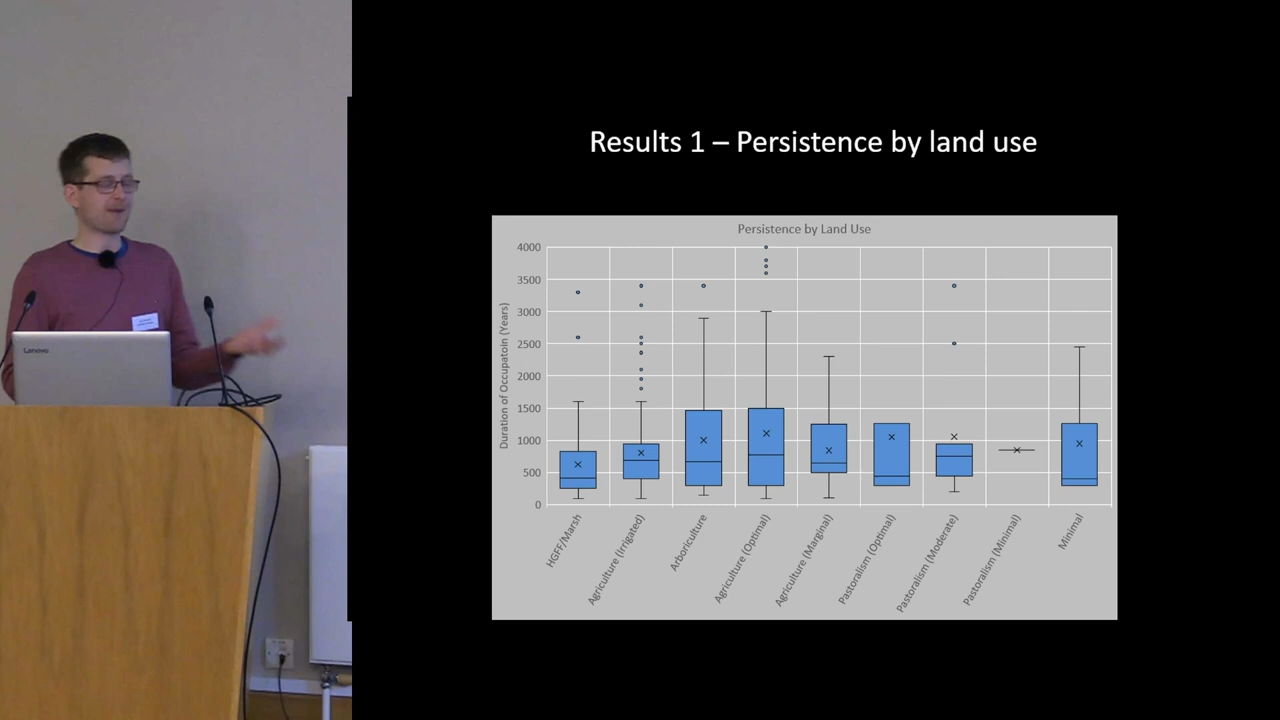 Results 1 – Persistence by land use
Persistence by Land Use
Duration of Occupatoin (Years)
4000
3500
3000
2500
2000
1500
1000
500
0
HGFF/Marsh
Agriculture (Irrigated)
Arboriculture
Agriculture (Optimal)
Agriculture (Marginal)
Pastoralism (Optimal)
Pastoralism (Moderate)
Pastoralism (Minimal)
Minimal
Lenovo